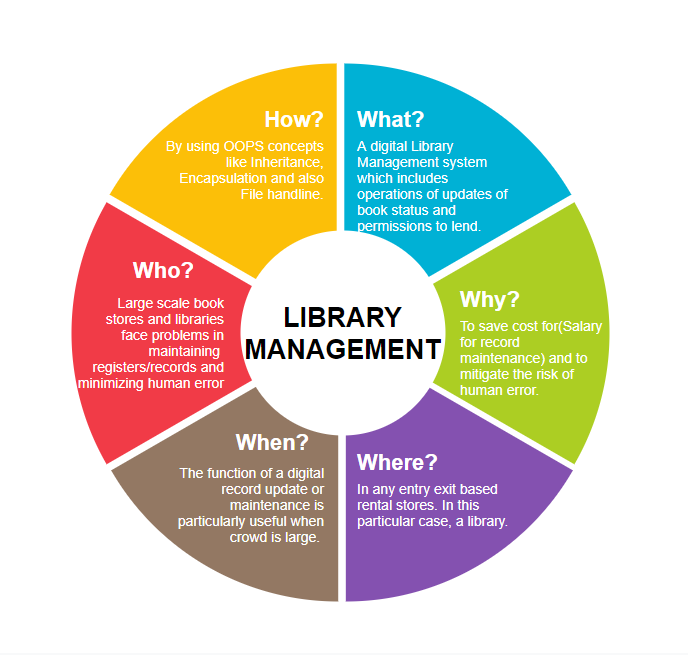 How?
By using OOPS concepts
like Inheritance,
Encapsulation and also
File handline.
What?
A digital Library
Management system
which includes
operations of updates of
book status and
permissions to lend.
Who?
Large scale book
stores and libraries
face problems in
maintaining
registers/records and
minimizing human error
LIBRARY
MANAGEMENT
Why?
To save cost for(Salary
for record
maintenance) and to
mitigate the risk of
human error.
When?
The function of a digital
record update or
maintenance is
particularly useful when
crowd is large.
Where?
In any entry exit based
rental stores. In this
particular case, a library.